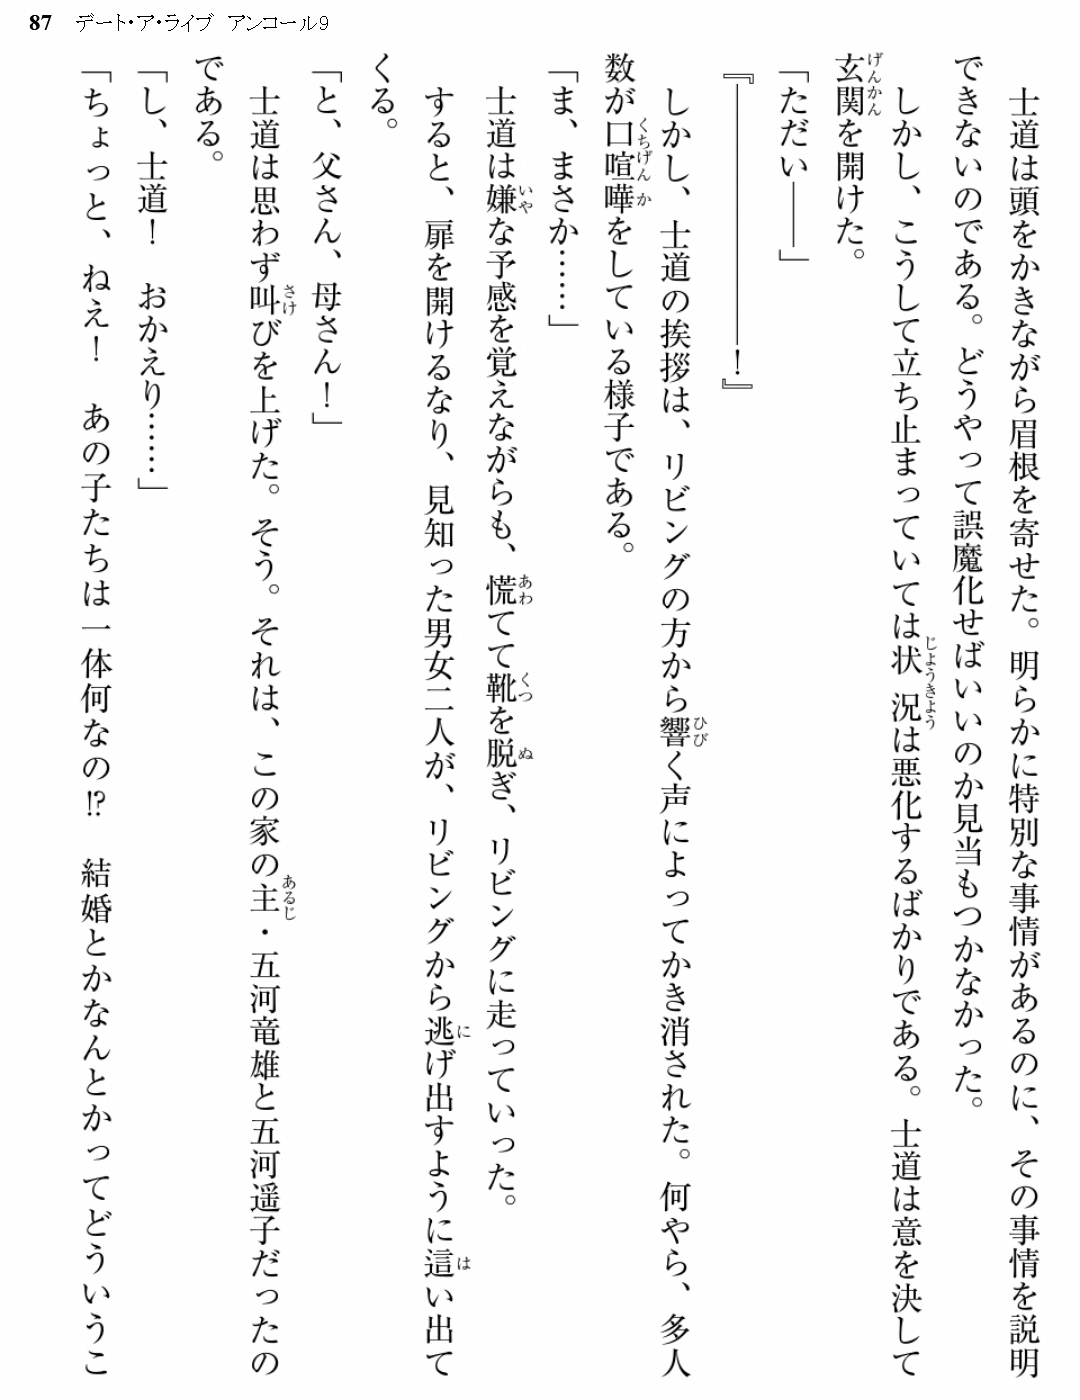 87 デート・ア・ライブ アンコール9
　士道は頭をかきながら眉根を寄せた。明らかに特別な事情があるのに、その事情を説明
できないのである。どうやって誤魔化せばいいのか見当もつかなかった。
　しかし、こうして立ち止まっていては状況は悪化するばかりである。士道は意を決して
玄関を開けた。
「ただい――」
『――――――――！』
　しかし、士道の挨拶は、リビングの方から響く声によってかき消された。何やら、多人
数が口喧嘩をしている様子である。
「ま、まさか……」
　士道は嫌な予感を覚えながらも、慌てて靴を脱ぎ、リビングに走っていった。
　すると、扉を開けるなり、見知った男女二人が、リビングから逃げ出すように這い出て
くる。
「と、父さん、母さん！」
　士道は思わず叫びを上げた。そう。それは、この家の主・五河竜雄と五河遥子だったの
である。
「し、士道！　おかえり……」
「ちょっと、ねえ！　あの子たちは一体何なの!?　結婚とかなんとかってどういうこ